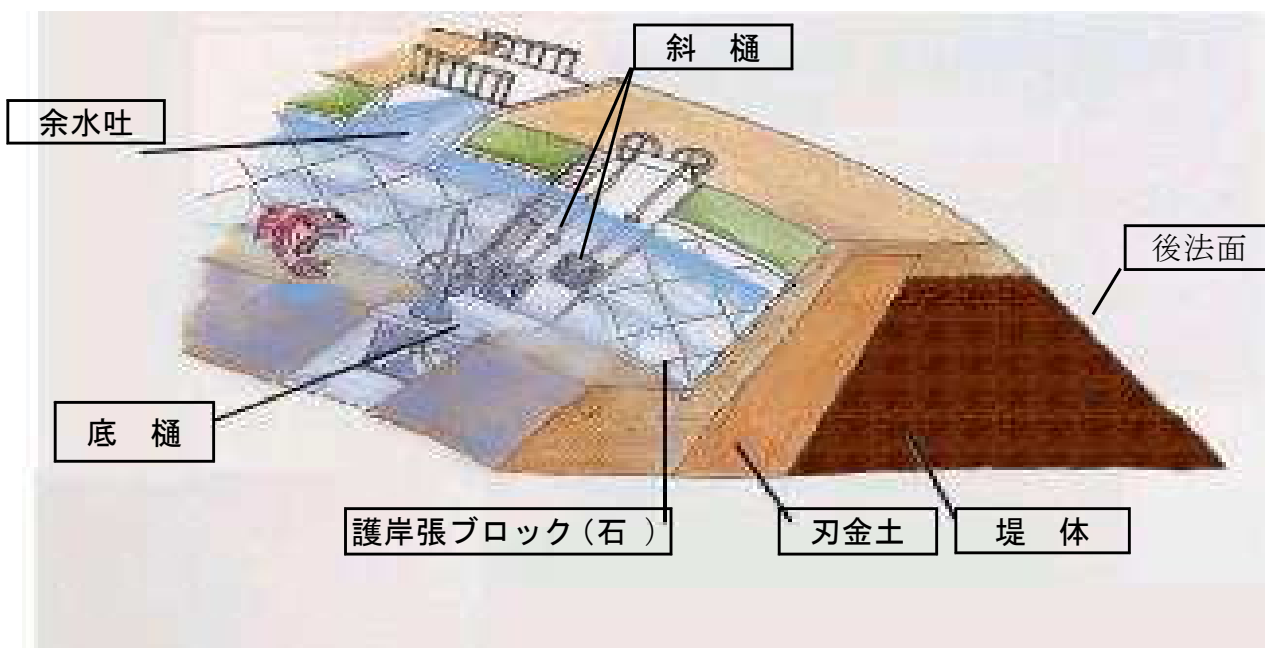 斜　樋
余水吐
後法面
底　樋
護岸張ブロック（石　）
刃金土
堤　体